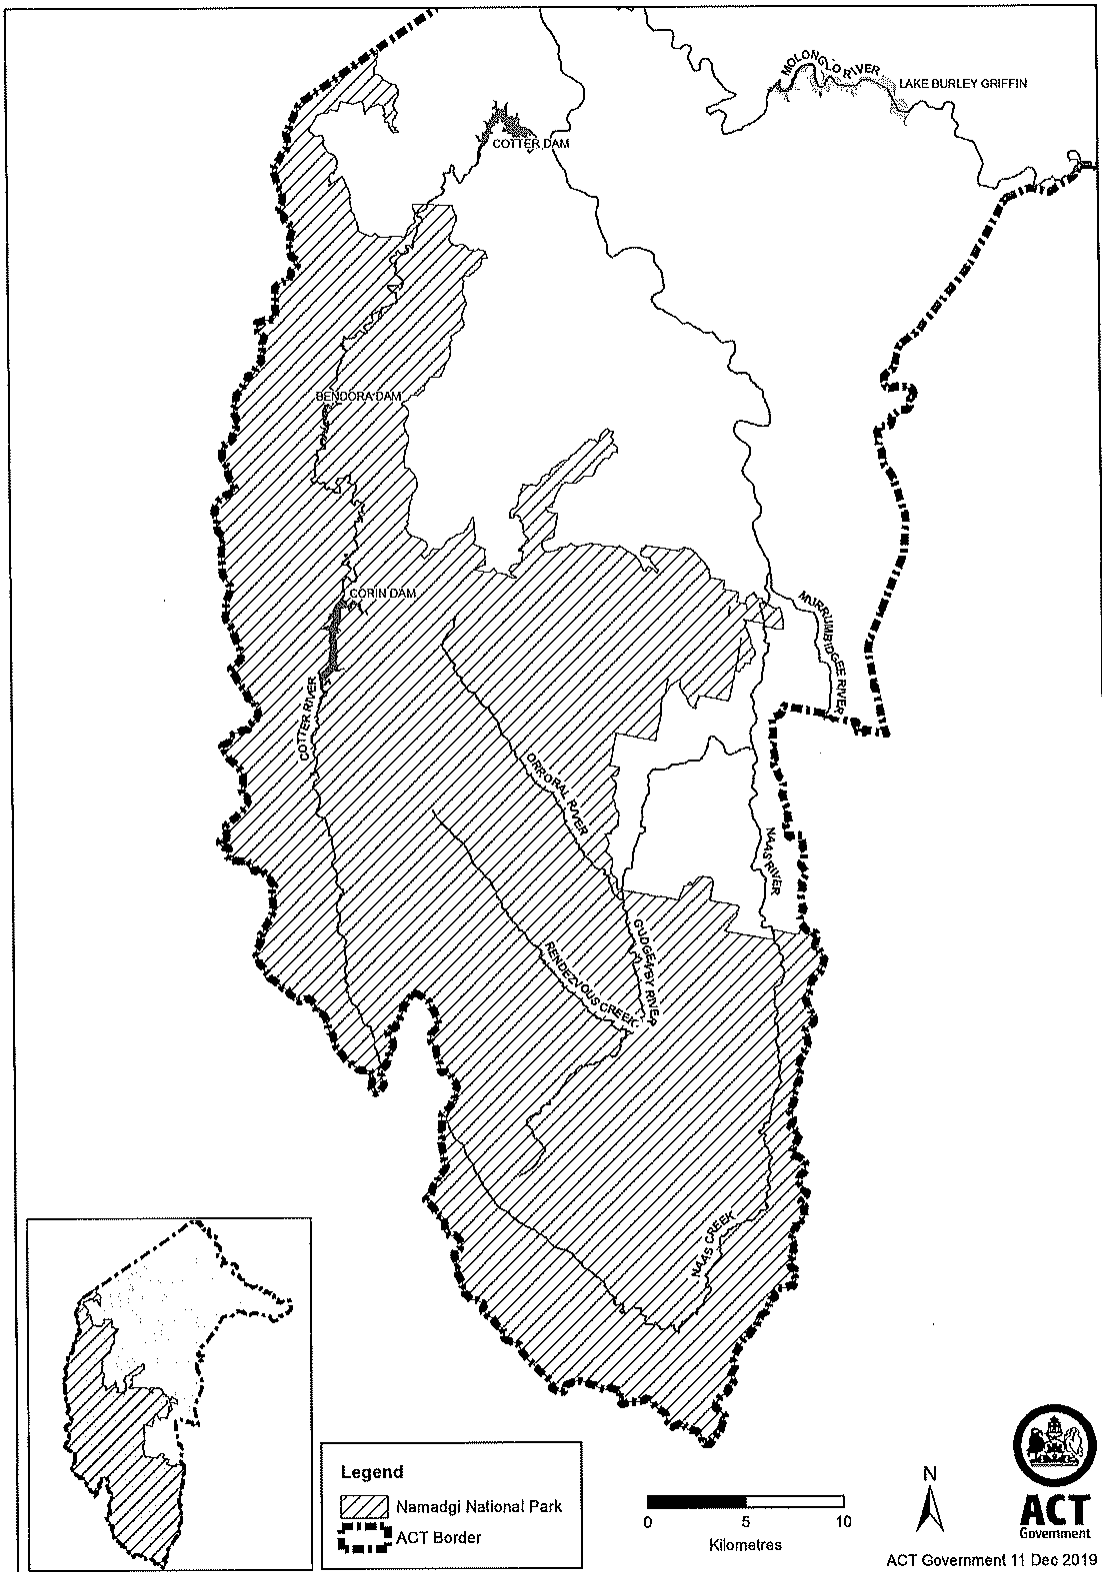 MOLONGLO RIVER
LAKE BURLEY GRIFFIN
COTTER DAM
BENDORA DAM
CORIN DAM
MURRUMBIDGEE RIVER
COTTER RIVER
ORRORAL RIVER
NAAS RIVER
GUDGENBY RIVER
RENDEZVOUS CREEK
NAAS CREEK
Legend
Namadgi National Park
ACT Border
0 5 10
Kilometres
N
ACT
Government
ACT Government 11 Dec 2019